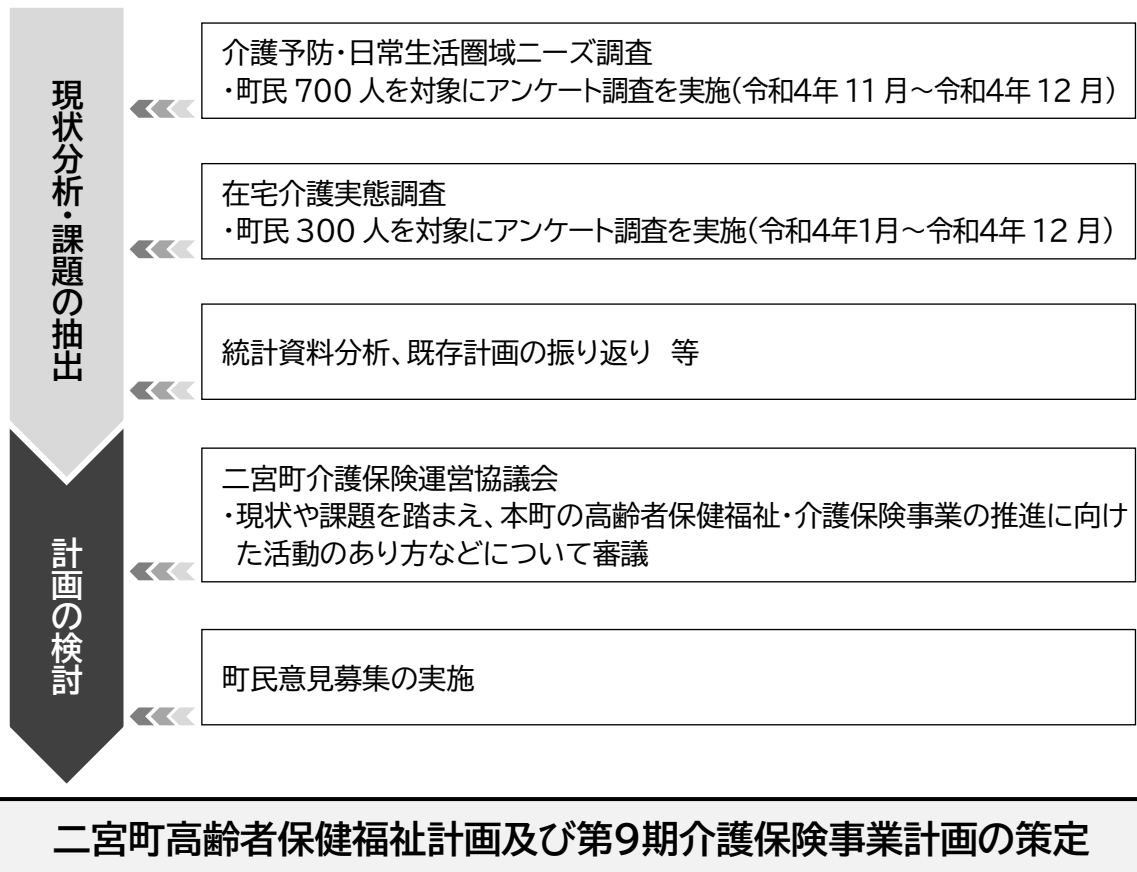 現状分析・課題の抽出
介護予防・日常生活圏域ニーズ調査
・町民 700 人を対象にアンケート調査を実施(令和4年 11 月～令和4年 12 月)
在宅介護実態調査
・町民 300 人を対象にアンケート調査を実施(令和4年1月～令和4年 12 月)
統計資料分析、既存計画の振り返り　等
計画の検討
二宮町介護保険運営協議会
・現状や課題を踏まえ、本町の高齢者保健福祉・介護保険事業の推進に向け
た活動のあり方などについて審議
町民意見募集の実施
二宮町高齢者保健福祉計画及び第9期介護保険事業計画の策定